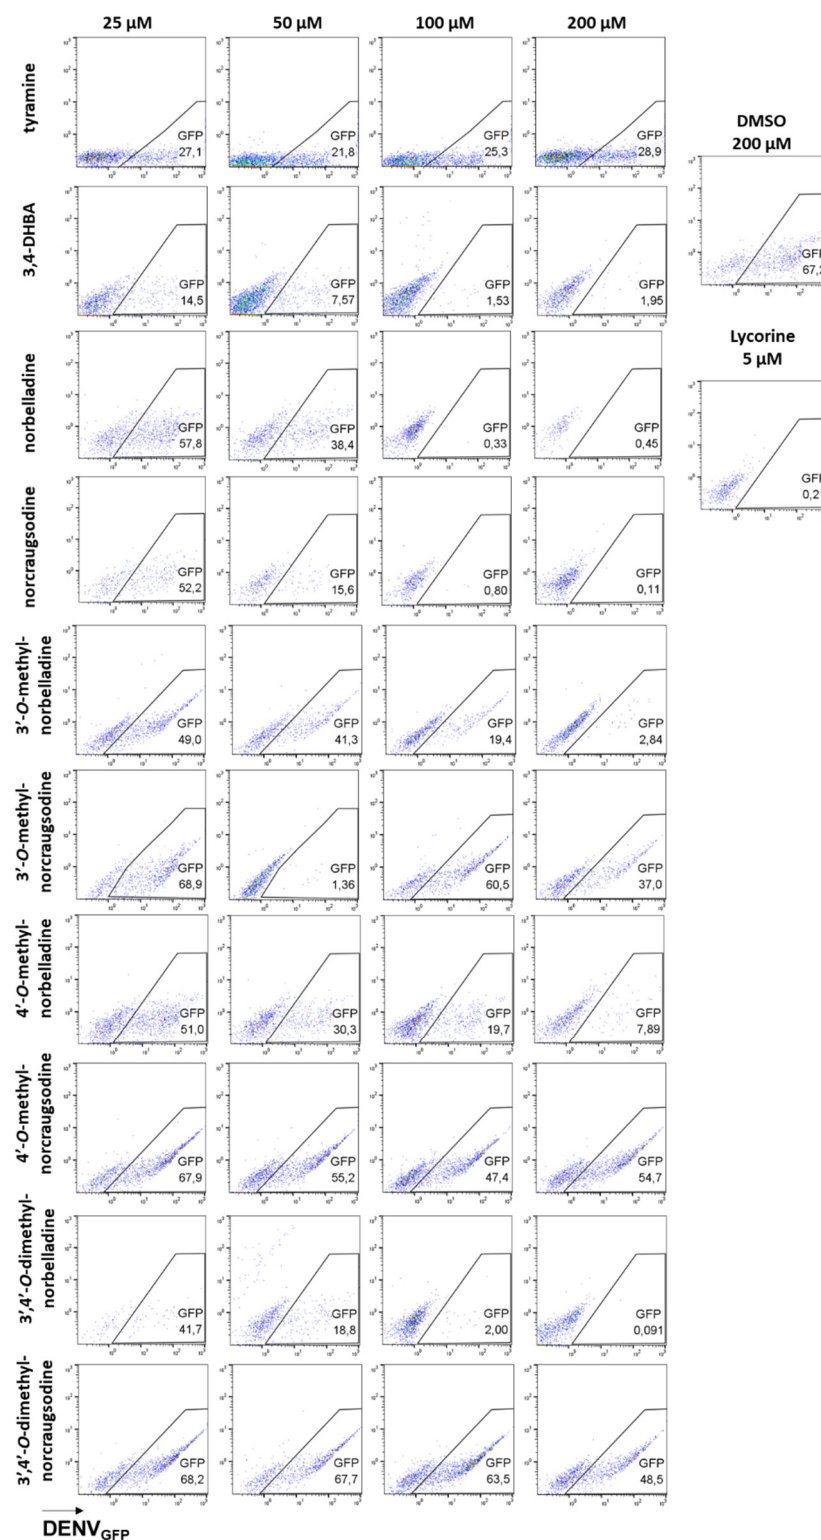 25 µM 50 µM 100 µM 200 µM
tyramine
GFP 27,1
GFP 21,8
GFP 25,3
GFP 28,9
DMSO
200 µM
3,4-DHBA
GFP 14,5
GFP 7,57
GFP 1,53
GFP 1,95
Lycorine
5 µM
norbelladine
GFP 57,8
GFP 38,4
GFP 0,33
GFP 0,45
norcraugsodine
GFP 52,2
GFP 15,6
GFP 0,80
GFP 0,11
3'-O-methyl-
norbelladine
GFP 49,0
GFP 41,3
GFP 19,4
GFP 2,84
3'-O-methyl-
norcraugsodine
GFP 68,9
GFP 1,36
GFP 60,5
GFP 37,0
4'-O-methyl-
norbelladine
GFP 51,0
GFP 30,3
GFP 19,7
GFP 7,89
4'-O-methyl-
norcraugsodine
GFP 67,9
GFP 55,2
GFP 47,4
GFP 54,7
3',4'-O-dimethyl-
norbelladine
GFP 41,7
GFP 18,8
GFP 2,00
GFP 0,091
3',4'-O-dimethyl-
norcraugsodine
GFP 68,2
GFP 67,7
GFP 63,5
GFP 48,5
DENV GFP